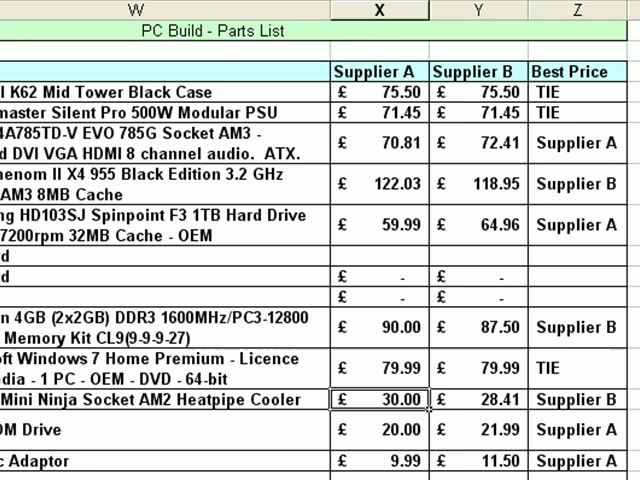 W X Y Z
PC Build - Parts List
Supplier A Supplier B Best Price
l K62 Mid Tower Black Case £ 75.50 £ 75.50 TIE
master Silent Pro 500W Modular PSU £ 71.45 £ 71.45 TIE
4A785TD-V EVO 785G Socket AM3 -
d DVI VGA HDMI 8 channel audio. ATX. £ 70.81 £ 72.41 Supplier A
henom II X4 955 Black Edition 3.2 GHz
AM3 8MB Cache £ 122.03 £ 118.95 Supplier B
ng HD103SJ Spinpoint F3 1TB Hard Drive
7200rpm 32MB Cache - OEM £ 59.99 £ 64.96 Supplier A
rd
rd £ - £ -
£ - £ -
n 4GB (2x2GB) DDR3 1600MHz/PC3-12800
Memory Kit CL9(9-9-9-27) £ 90.00 £ 87.50 Supplier B
oft Windows 7 Home Premium - Licence
edia - 1 PC - OEM - DVD - 64-bit £ 79.99 £ 79.99 TIE
Mini Ninja Socket AM2 Heatpipe Cooler £ 30.00 £ 28.41 Supplier B
OM Drive £ 20.00 £ 21.99 Supplier A
c Adaptor £ 9.99 £ 11.50 Supplier A